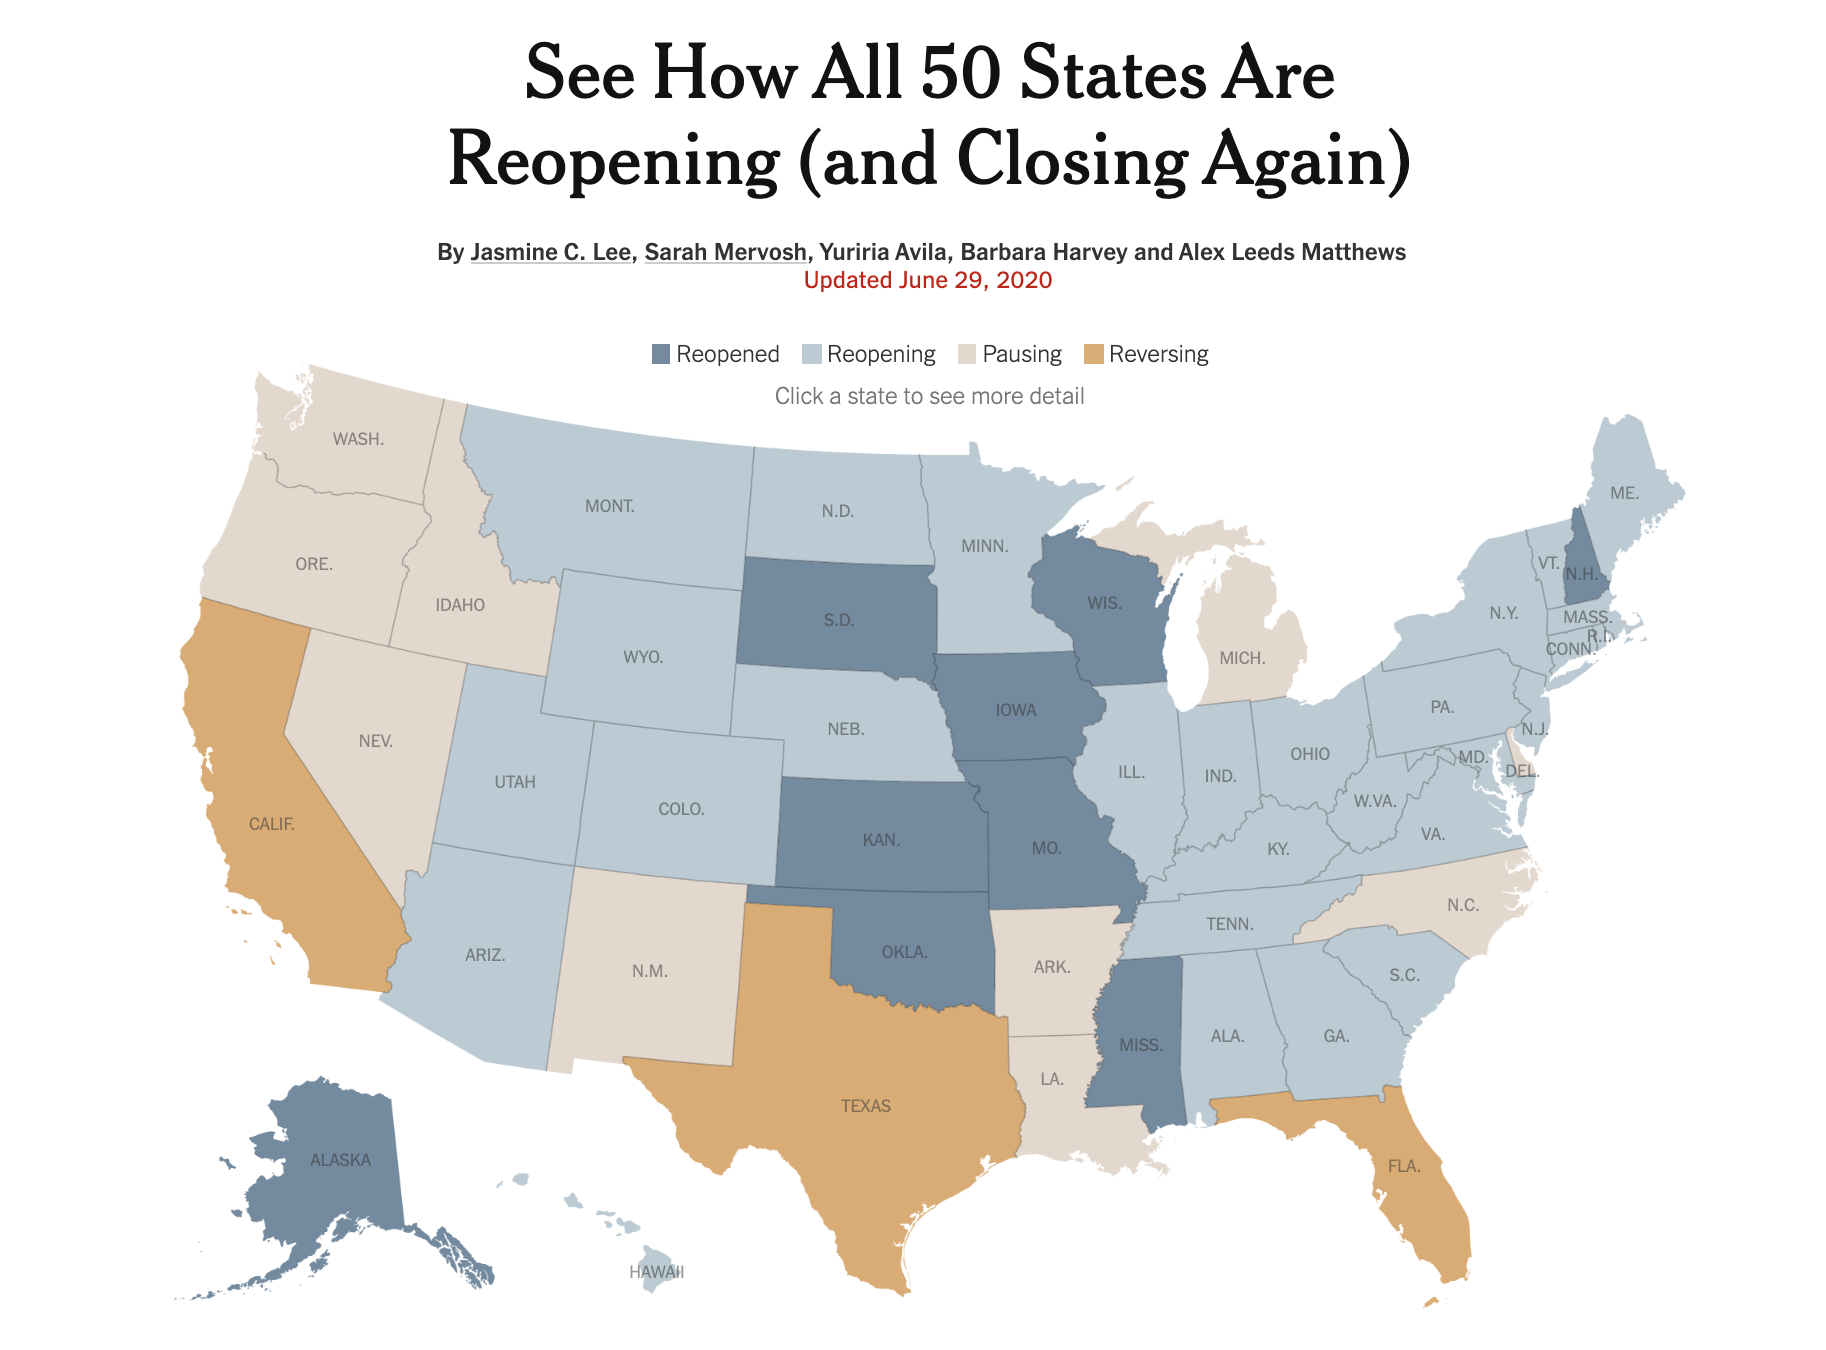 See How All 50 States Are
Reopening (and Closing Again)
By Jasmine C. Lee, Sarah Mervosh, Yuriria Avila, Barbara Harvey and Alex Leeds Matthews
Updated June 29, 2020
Reopened Reopening Pausing Reversing
Click a state to see more detail
WASH.
ME.
MONT.
N.D.
MINN.
ORE.
VT.
N.H.
IDAHO
WIS.
N.Y.
MASS.
S.D.
R.I.
CONN.
WYO.
MICH.
IOWA
PA.
NEB.
N.J.
NEV.
OHIO
MD.
DEL.
UTAH
ILL.
IND.
COLO.
W.VA.
CALIF.
VA.
KAN.
MO.
KY.
N.C.
TENN.
ARIZ.
OKLA.
N.M.
ARK.
S.C.
MISS.
ALA.
GA.
LA.
TEXAS
ALASKA
FLA.
HAWAII